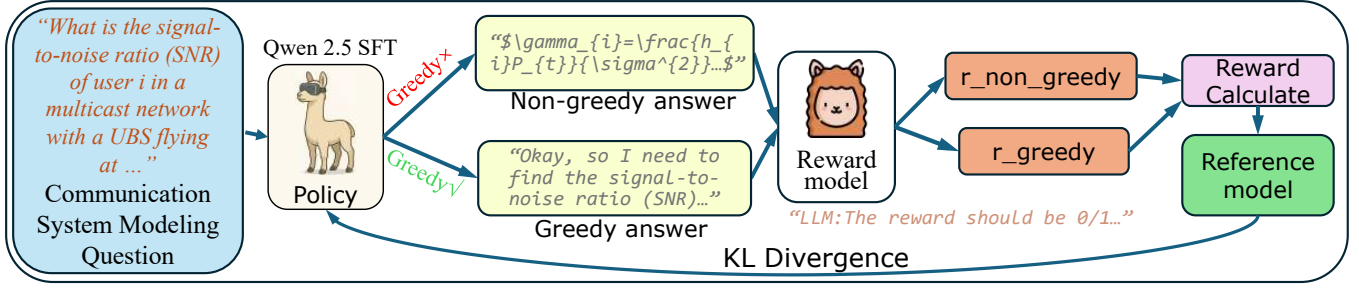 “What is the signal-
to-noise ratio (SNR)
of user i in a
multicast network
with a UBS flying
at …”
Communication
System Modeling
Question
Qwen 2.5 SFT
Policy
Greedy×
Greedy√
“$\gamma_{i}=\frac{h_{
i}P_{t}}{\sigma^{2}}…$”
Non-greedy answer
“Okay, so I need to
find the signal-to-
noise ratio (SNR)…”
Greedy answer
Reward
model
r_non_greedy
r_greedy
“LLM:The reward should be 0/1…”
Reward
Calculate
Reference
model
KL Divergence